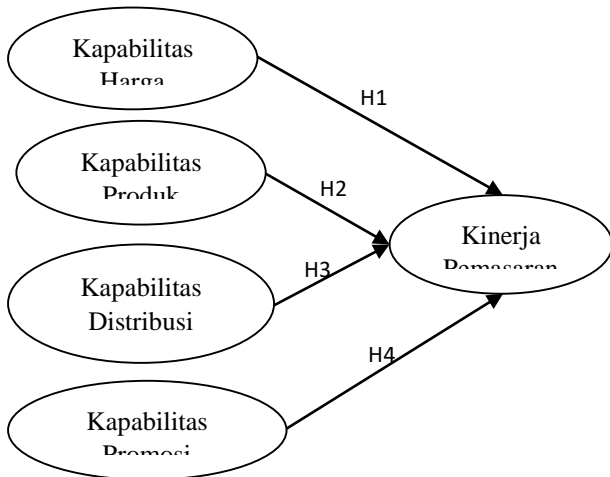 Kapabilitas
Harga
H1
Kapabilitas
Produk
H2
Kinerja
Pemasaran
Kapabilitas
Distribusi
H3
H4
Kapabilitas
Promosi